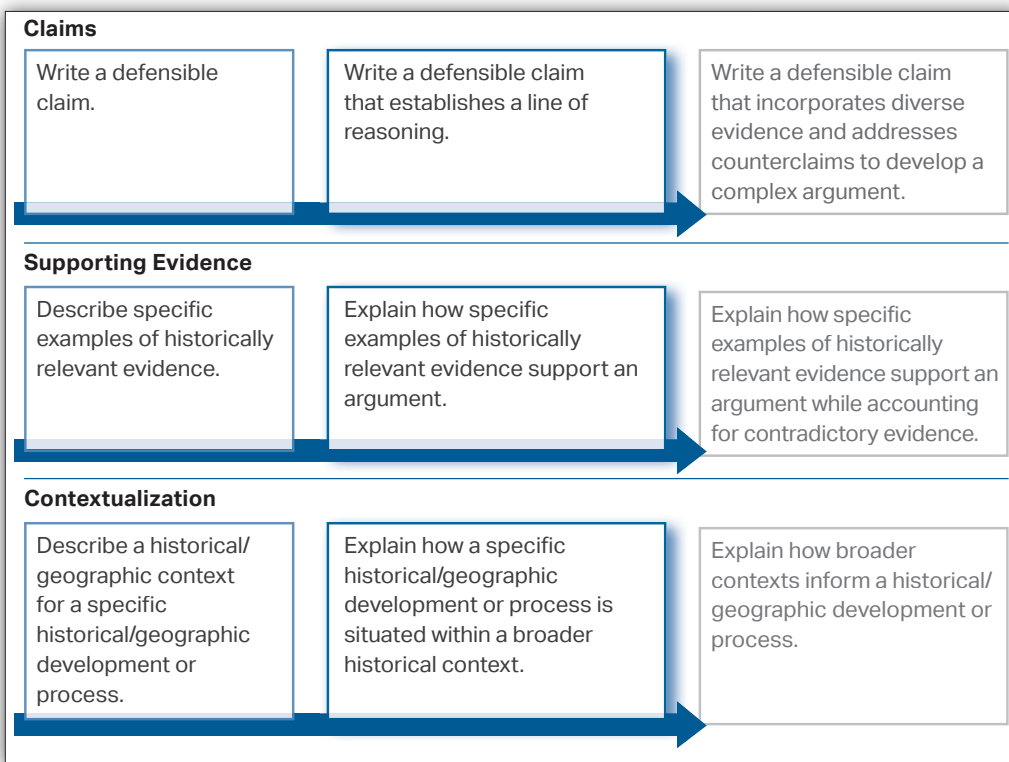 Claims
Write a defensible
claim.
Write a defensible claim
that establishes a line of
reasoning.
Write a defensible claim
that incorporates diverse
evidence and addresses
counterclaims to develop a
complex argument.
Supporting Evidence
Describe specific
examples of historically
relevant evidence.
Explain how specific
examples of historically
relevant evidence support an
argument.
Explain how specific
examples of historically
relevant evidence support an
argument while accounting
for contradictory evidence.
Contextualization
Describe a historical/
geographic context
for a specific
historical/geographic
development or
process.
Explain how a specific
historical/geographic
development or process is
situated within a broader
historical context.
Explain how broader
contexts inform a historical/
geographic development or
process.